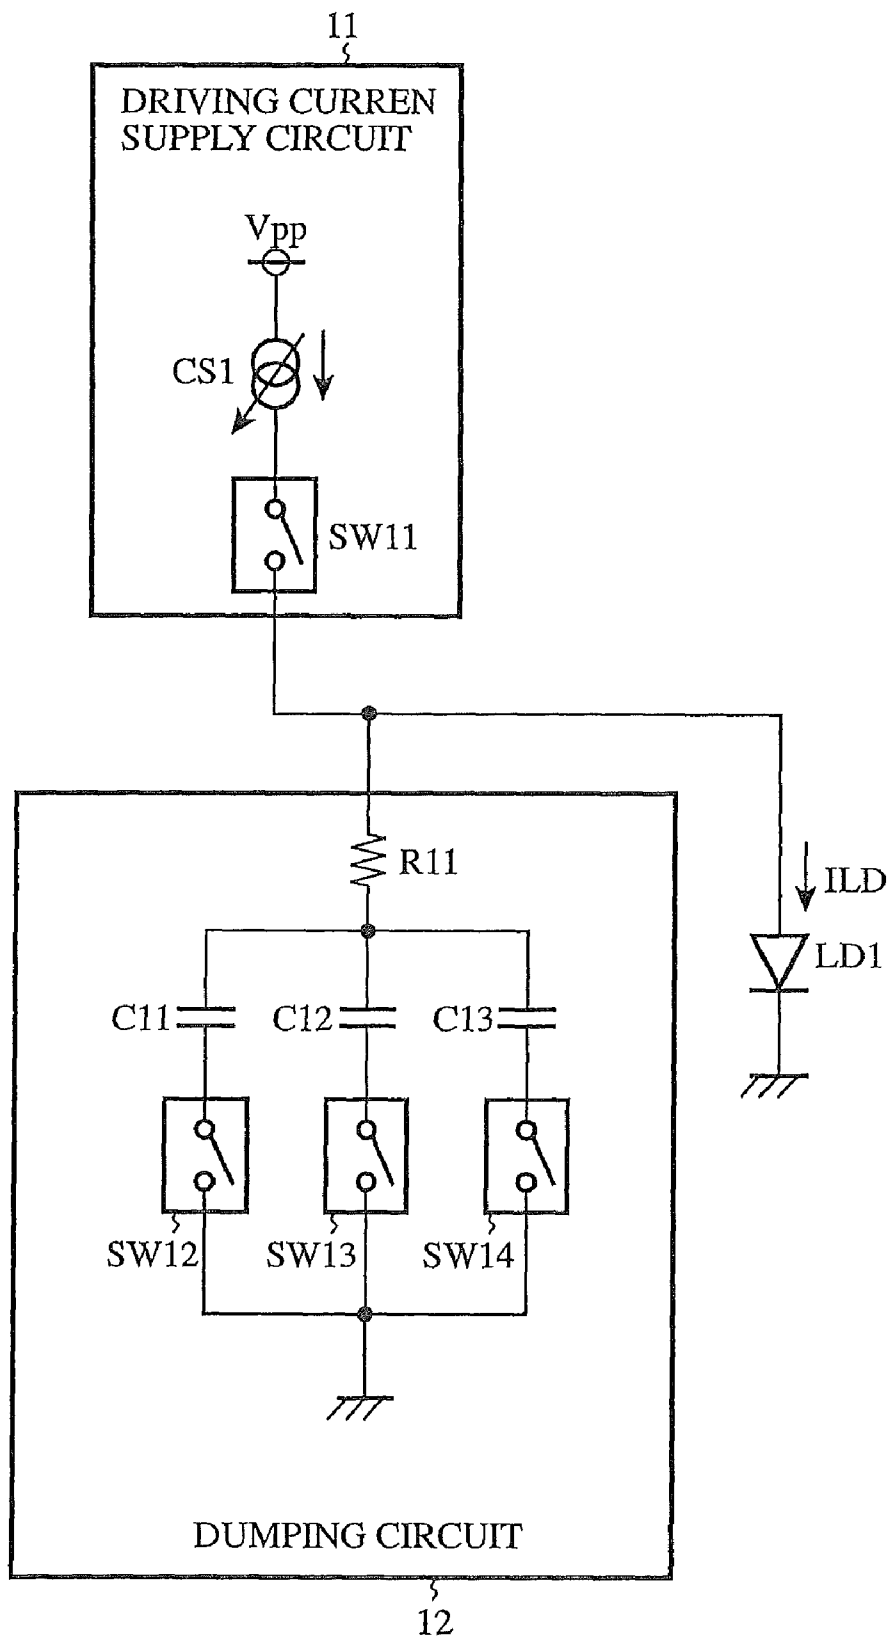 11
DRIVING CURREN
SUPPLY CIRCUIT
Vpp
CS1
SW11
R11
ILD
LD1
C11
C12
C13
SW12
SW13
SW14
DUMPING CIRCUIT
12